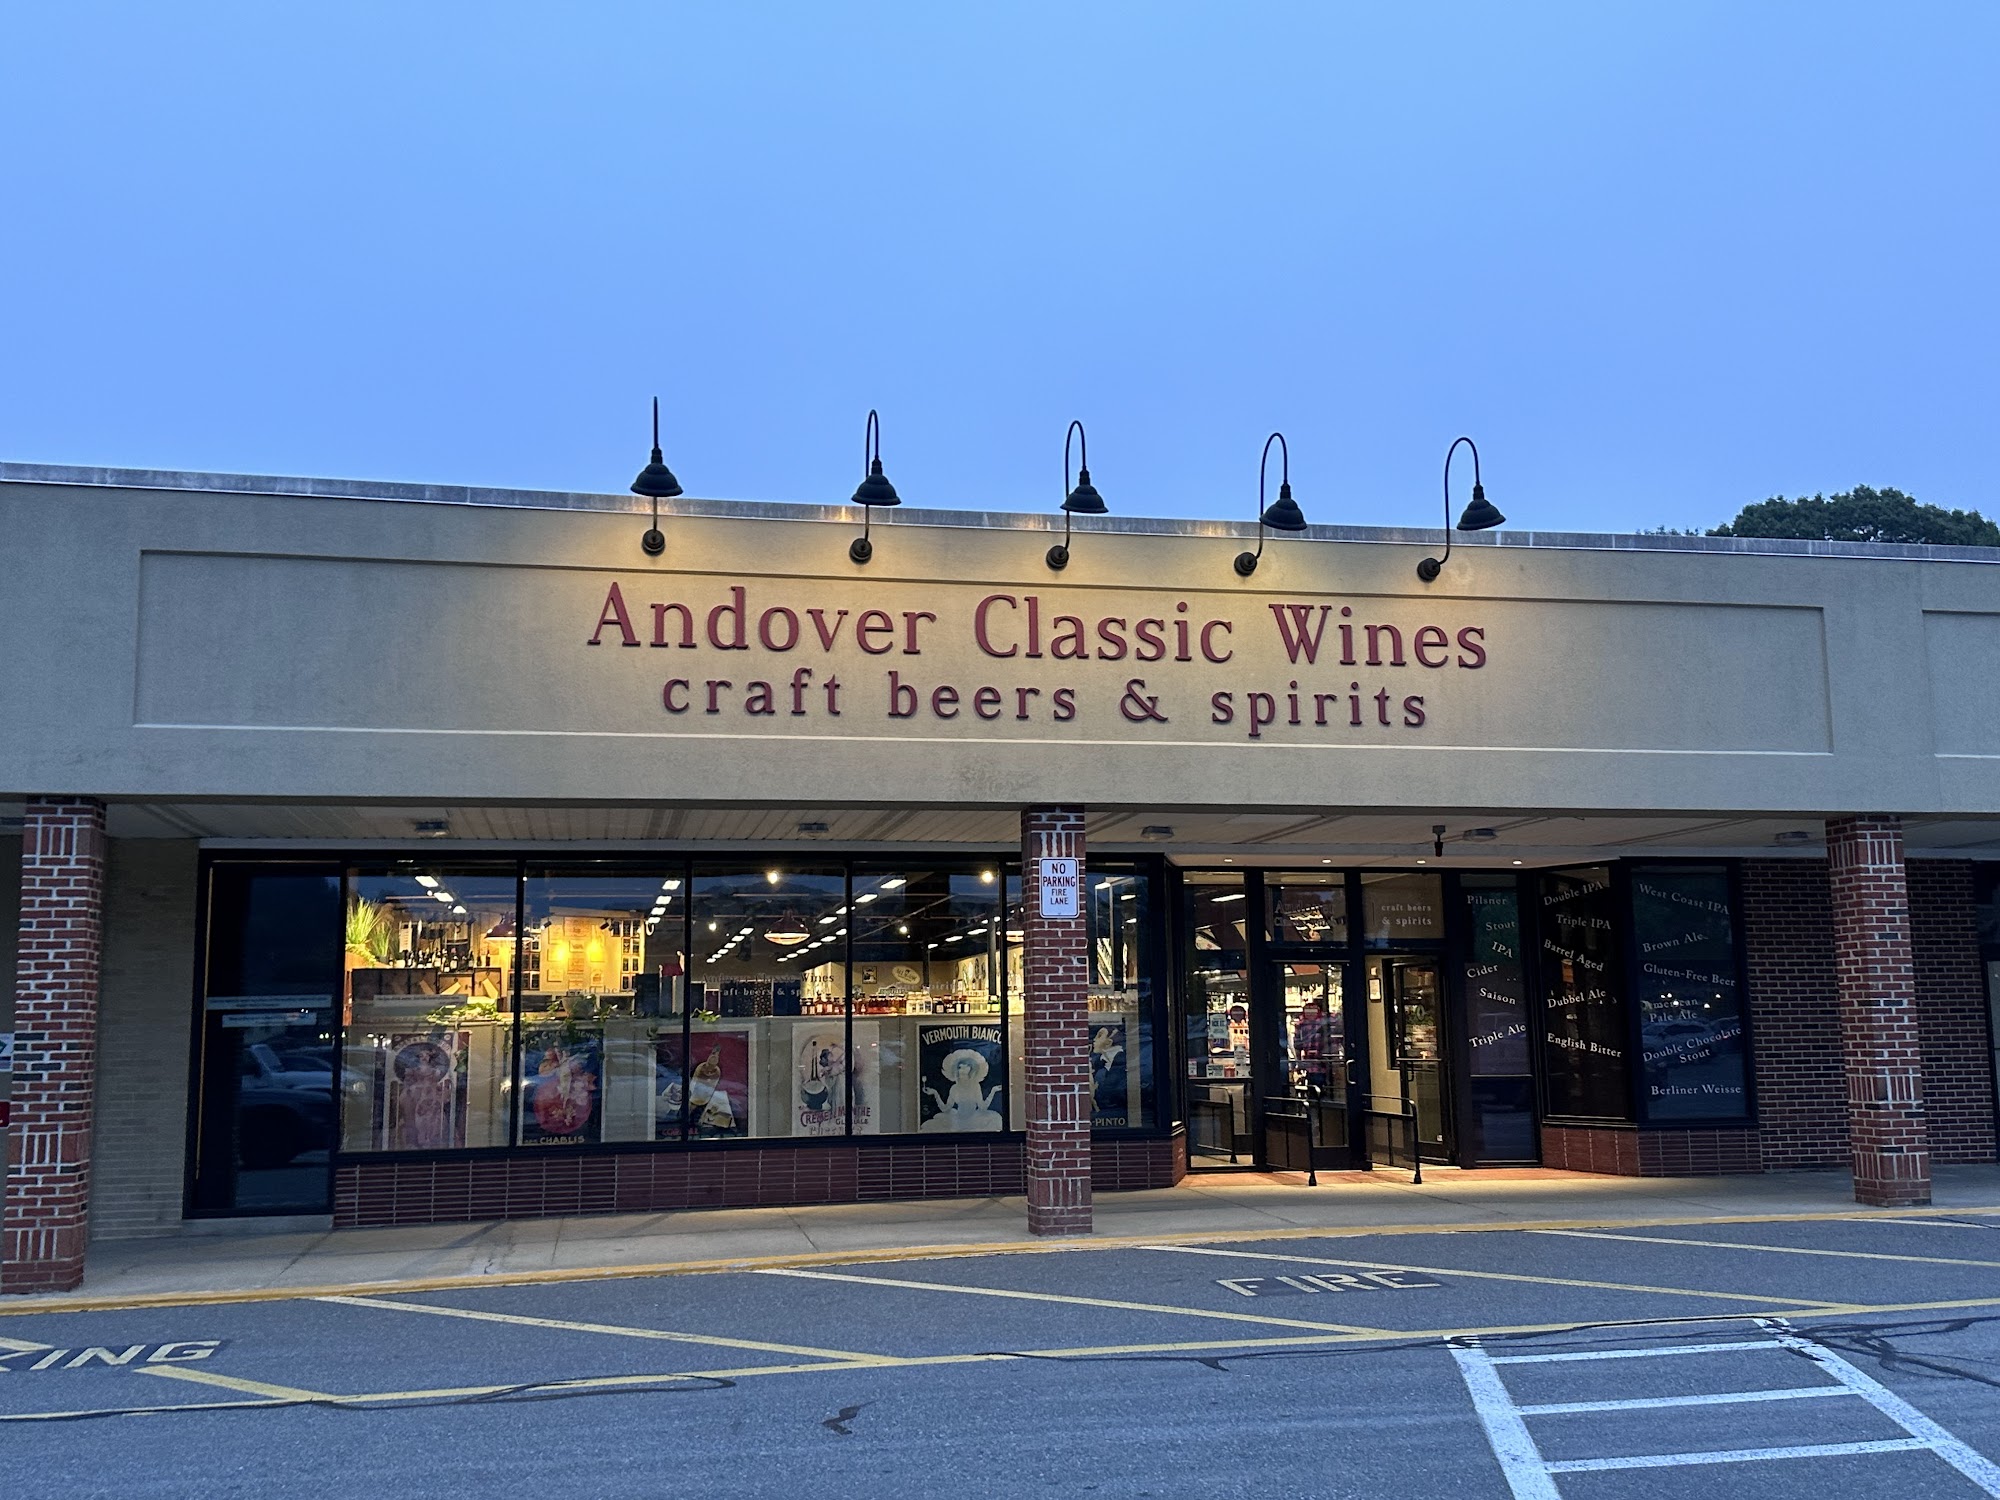 Andover Classic Wines
craft beers & spirits
NO
PARKING
FIRE
LANE
craft beers
& spirits
Pilsner
Stout
IPA
Cider
Saison
Triple Ale
Double IPA
Triple IPA
Barrel Aged
Dubbel Ale
English Bitter
West Coast IPA
Brown Ale
Gluten-Free Beer
American
Pale Ale
Double Chocolate
Stout
Berliner Weisse
CHABLIS
VERMOUTH BIANCO
FIRE